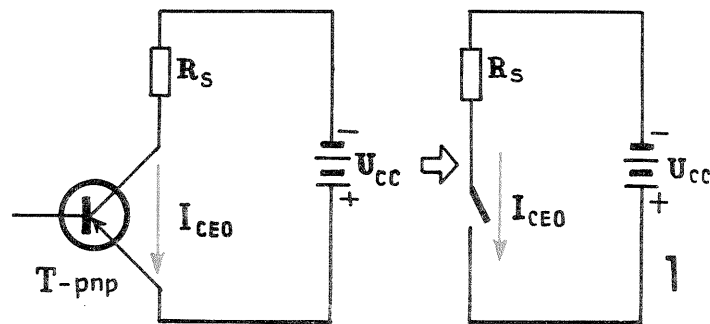 R_S
−
U_CC
+
I_CEO
T-pnp
R_S
−
U_CC
+
I_CEO
1